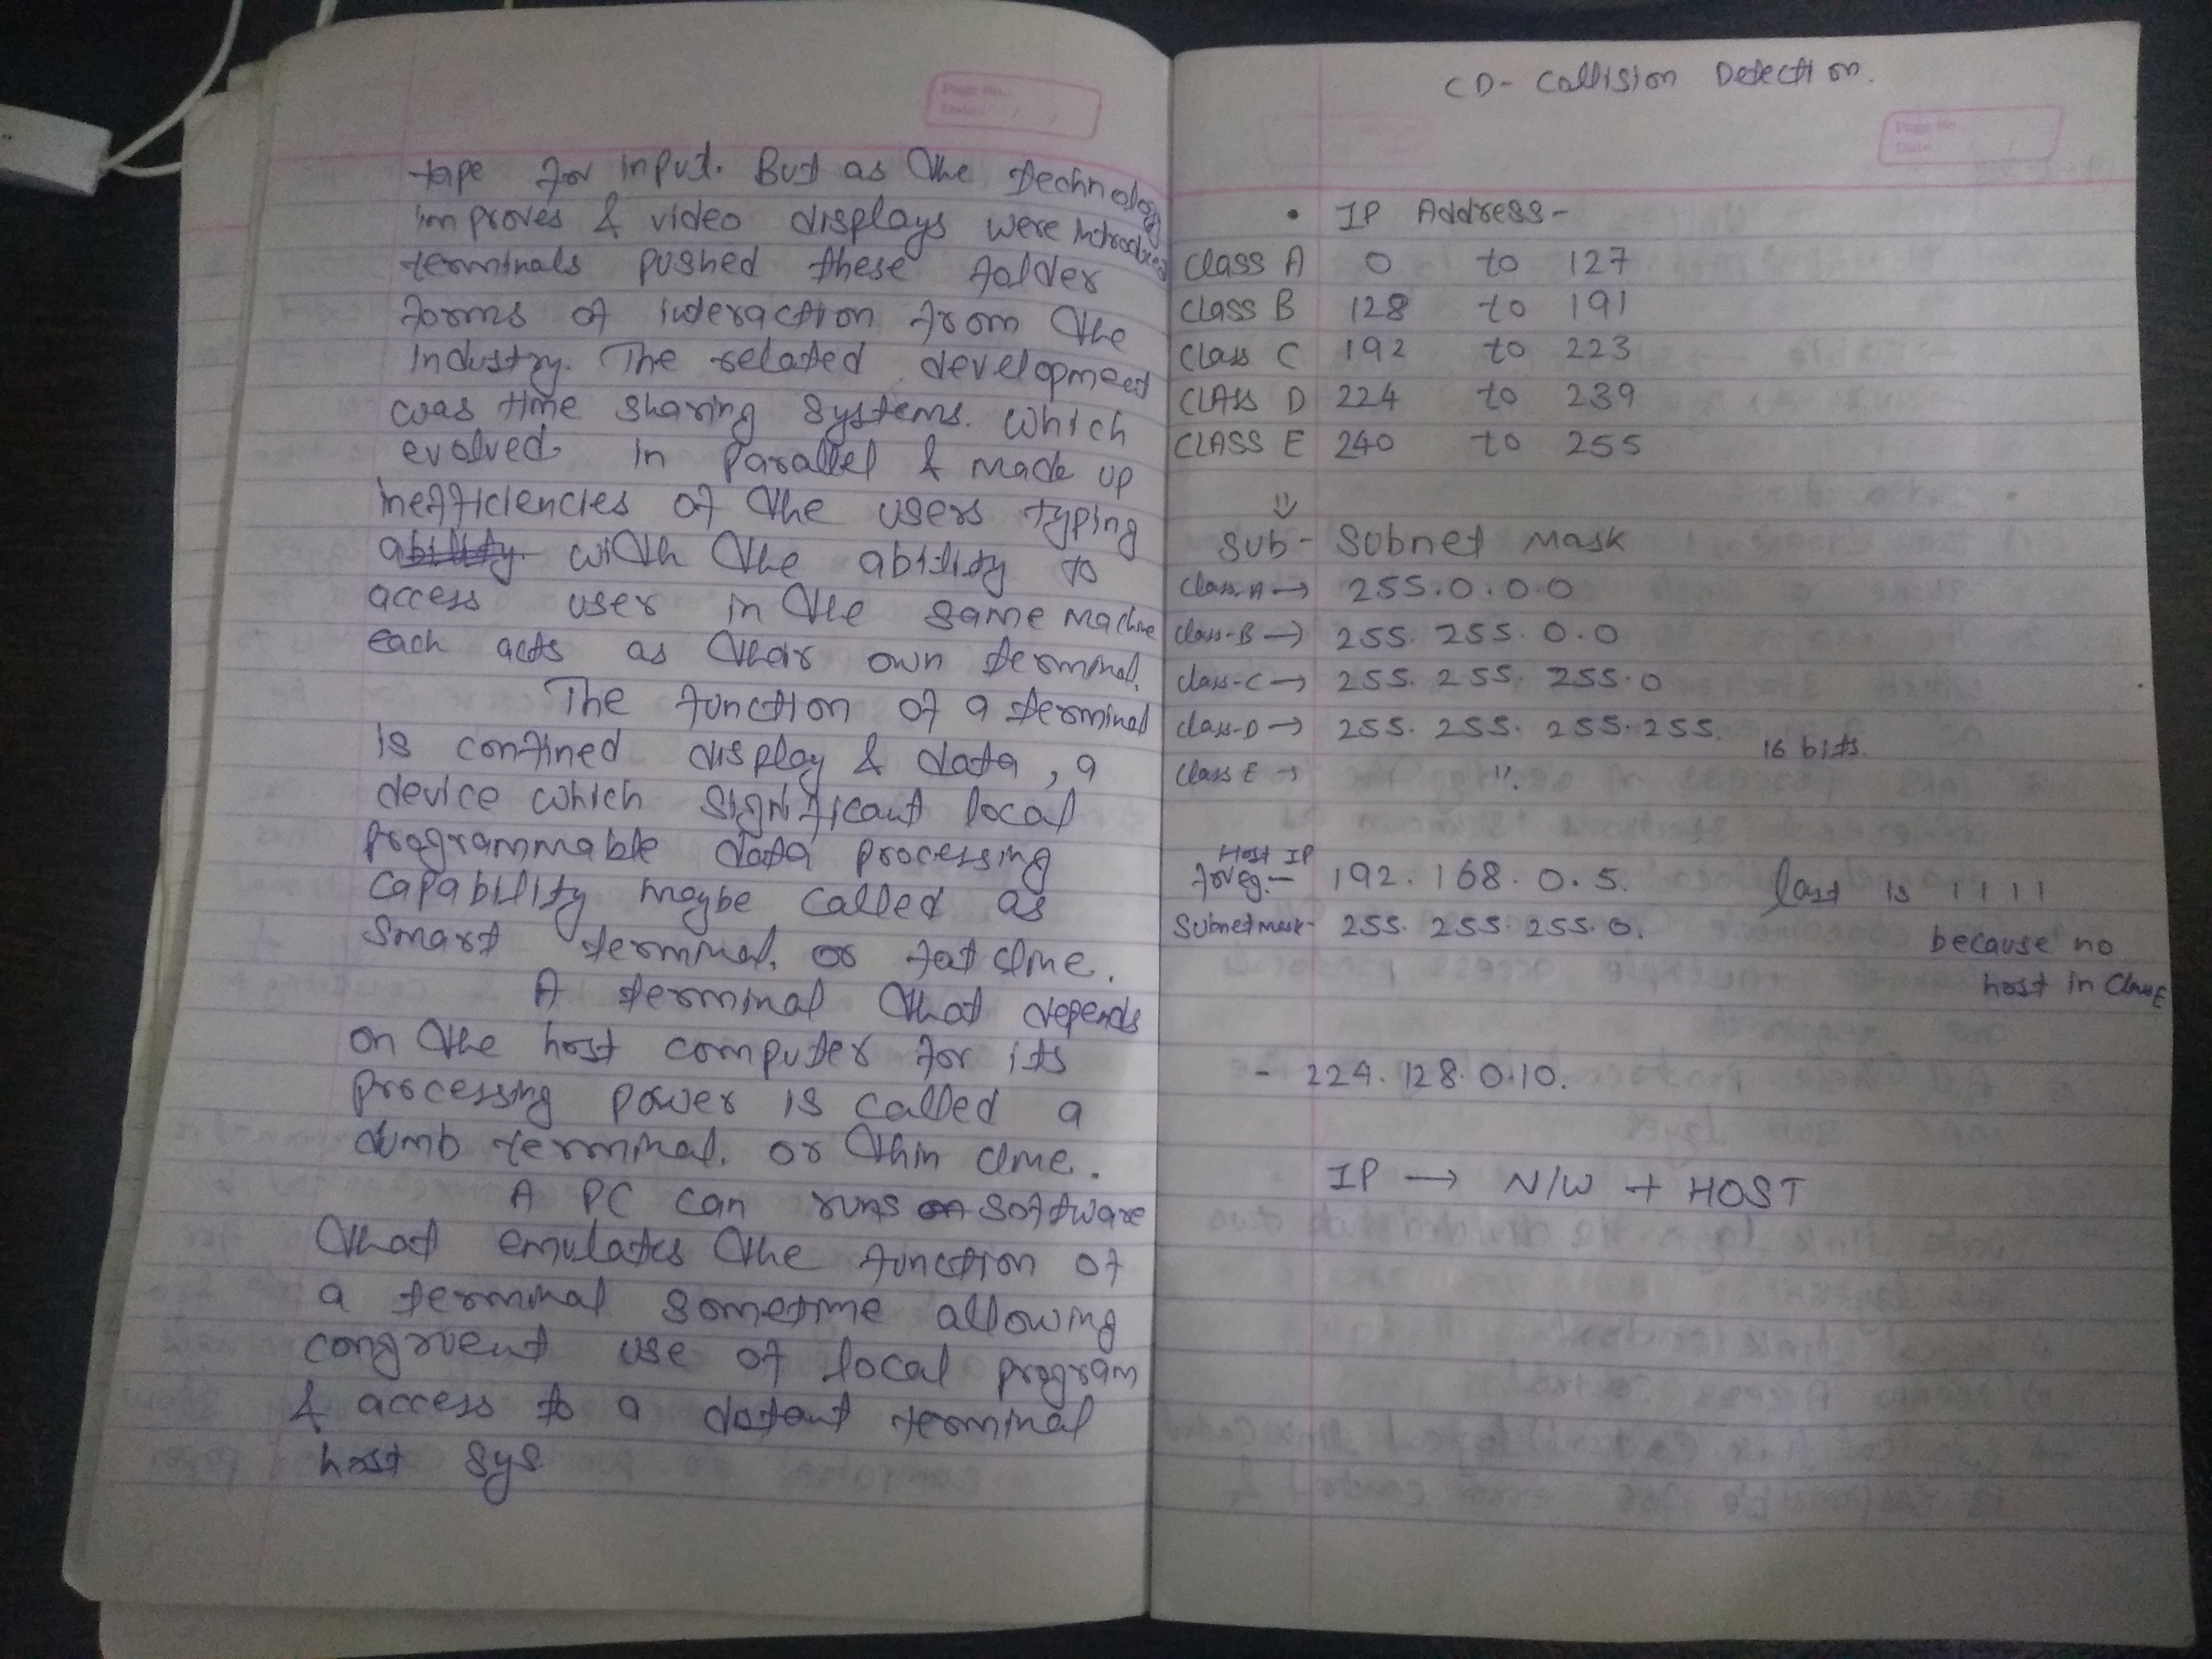 tape for input. But as the technology
improves & video displays were introduced
terminals pushed these folder
forms of interaction from the
industry. The related development
was time sharing systems. which
evolved in parallel & made up
inefficiencies of the users typing
ability with the ability to
access user in the same machine
each acts as their own terminal.
The function of a terminal
is confined display & data, a
device which significant local
programmable data processing
capability maybe called as
smart terminal. or fat cline.
A terminal that depends
on the host computer for its
processing power is called a
dumb terminal. or thin cline.
A PC can runs on software
that emulates the function of
a terminal sometime allowing
congruent use of local program
& access to a distant terminal
host sys.
CD- Collision Detection.
• IP Address-
Class A 0 to 127
Class B 128 to 191
Class C 192 to 223
Class D 224 to 239
CLASS E 240 to 255
Sub- Subnet Mask
class-A → 255.0.0.0
class-B → 255.255.0.0
class-C → 255.255.255.0
class-D → 255.255.255.255. 16 bits.
class E → ".
Host IP
for eg.- 192.168.0.5. last is 1111
Subnet mask- 255.255.255.0. because no
host in class E
- 224.128.0.10.
IP → N/W + HOST